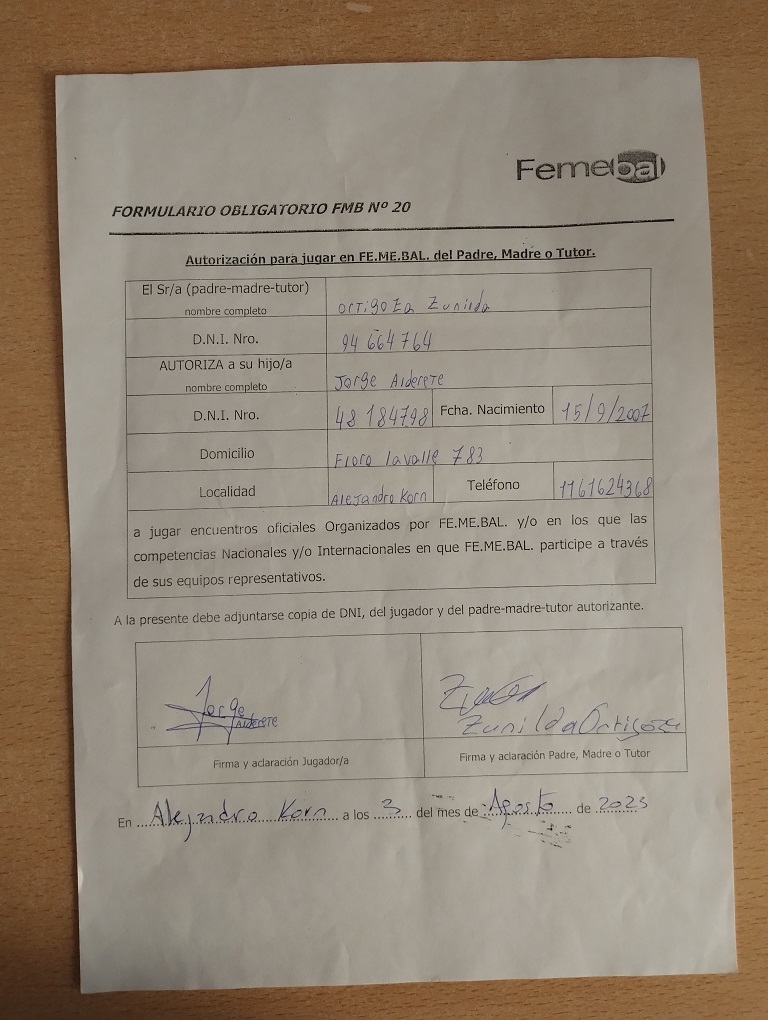 Femebal
FORMULARIO OBLIGATORIO FMB Nº 20
Autorización para jugar en FE.ME.BAL. del Padre, Madre o Tutor.
El Sr/a (padre-madre-tutor)
nombre completo
Ortigoza Zunilda
D.N.I. Nro.
94 664 764
AUTORIZA a su hijo/a
nombre completo
Jorge Alderete
D.N.I. Nro.
48 184798
Fcha. Nacimiento
15/9/2007
Domicilio
Floro lavalle 783
Localidad
Alejandro Korn
Teléfono
1161624368
a jugar encuentros oficiales Organizados por FE.ME.BAL. y/o en los que las
competencias Nacionales y/o Internacionales en que FE.ME.BAL. participe a través
de sus equipos representativos.
A la presente debe adjuntarse copia de DNI, del jugador y del padre-madre-tutor autorizante.
Jorge
Alderete
Zunilda Ortigoza
Firma y aclaración Jugador/a
Firma y aclaración Padre, Madre o Tutor
En Alejandro Korn a los 3 del mes de Agosto de 2023